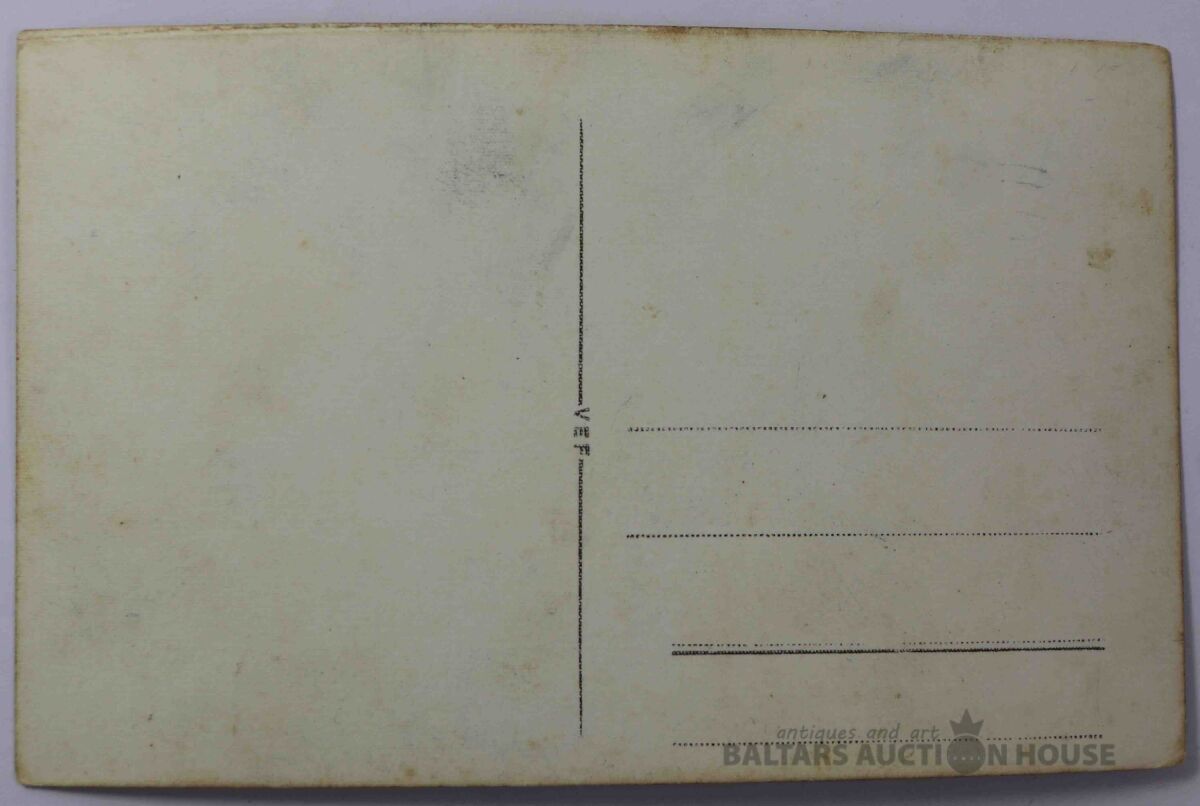 VEF
antiques and art
BALTARS AUCTION HOUSE